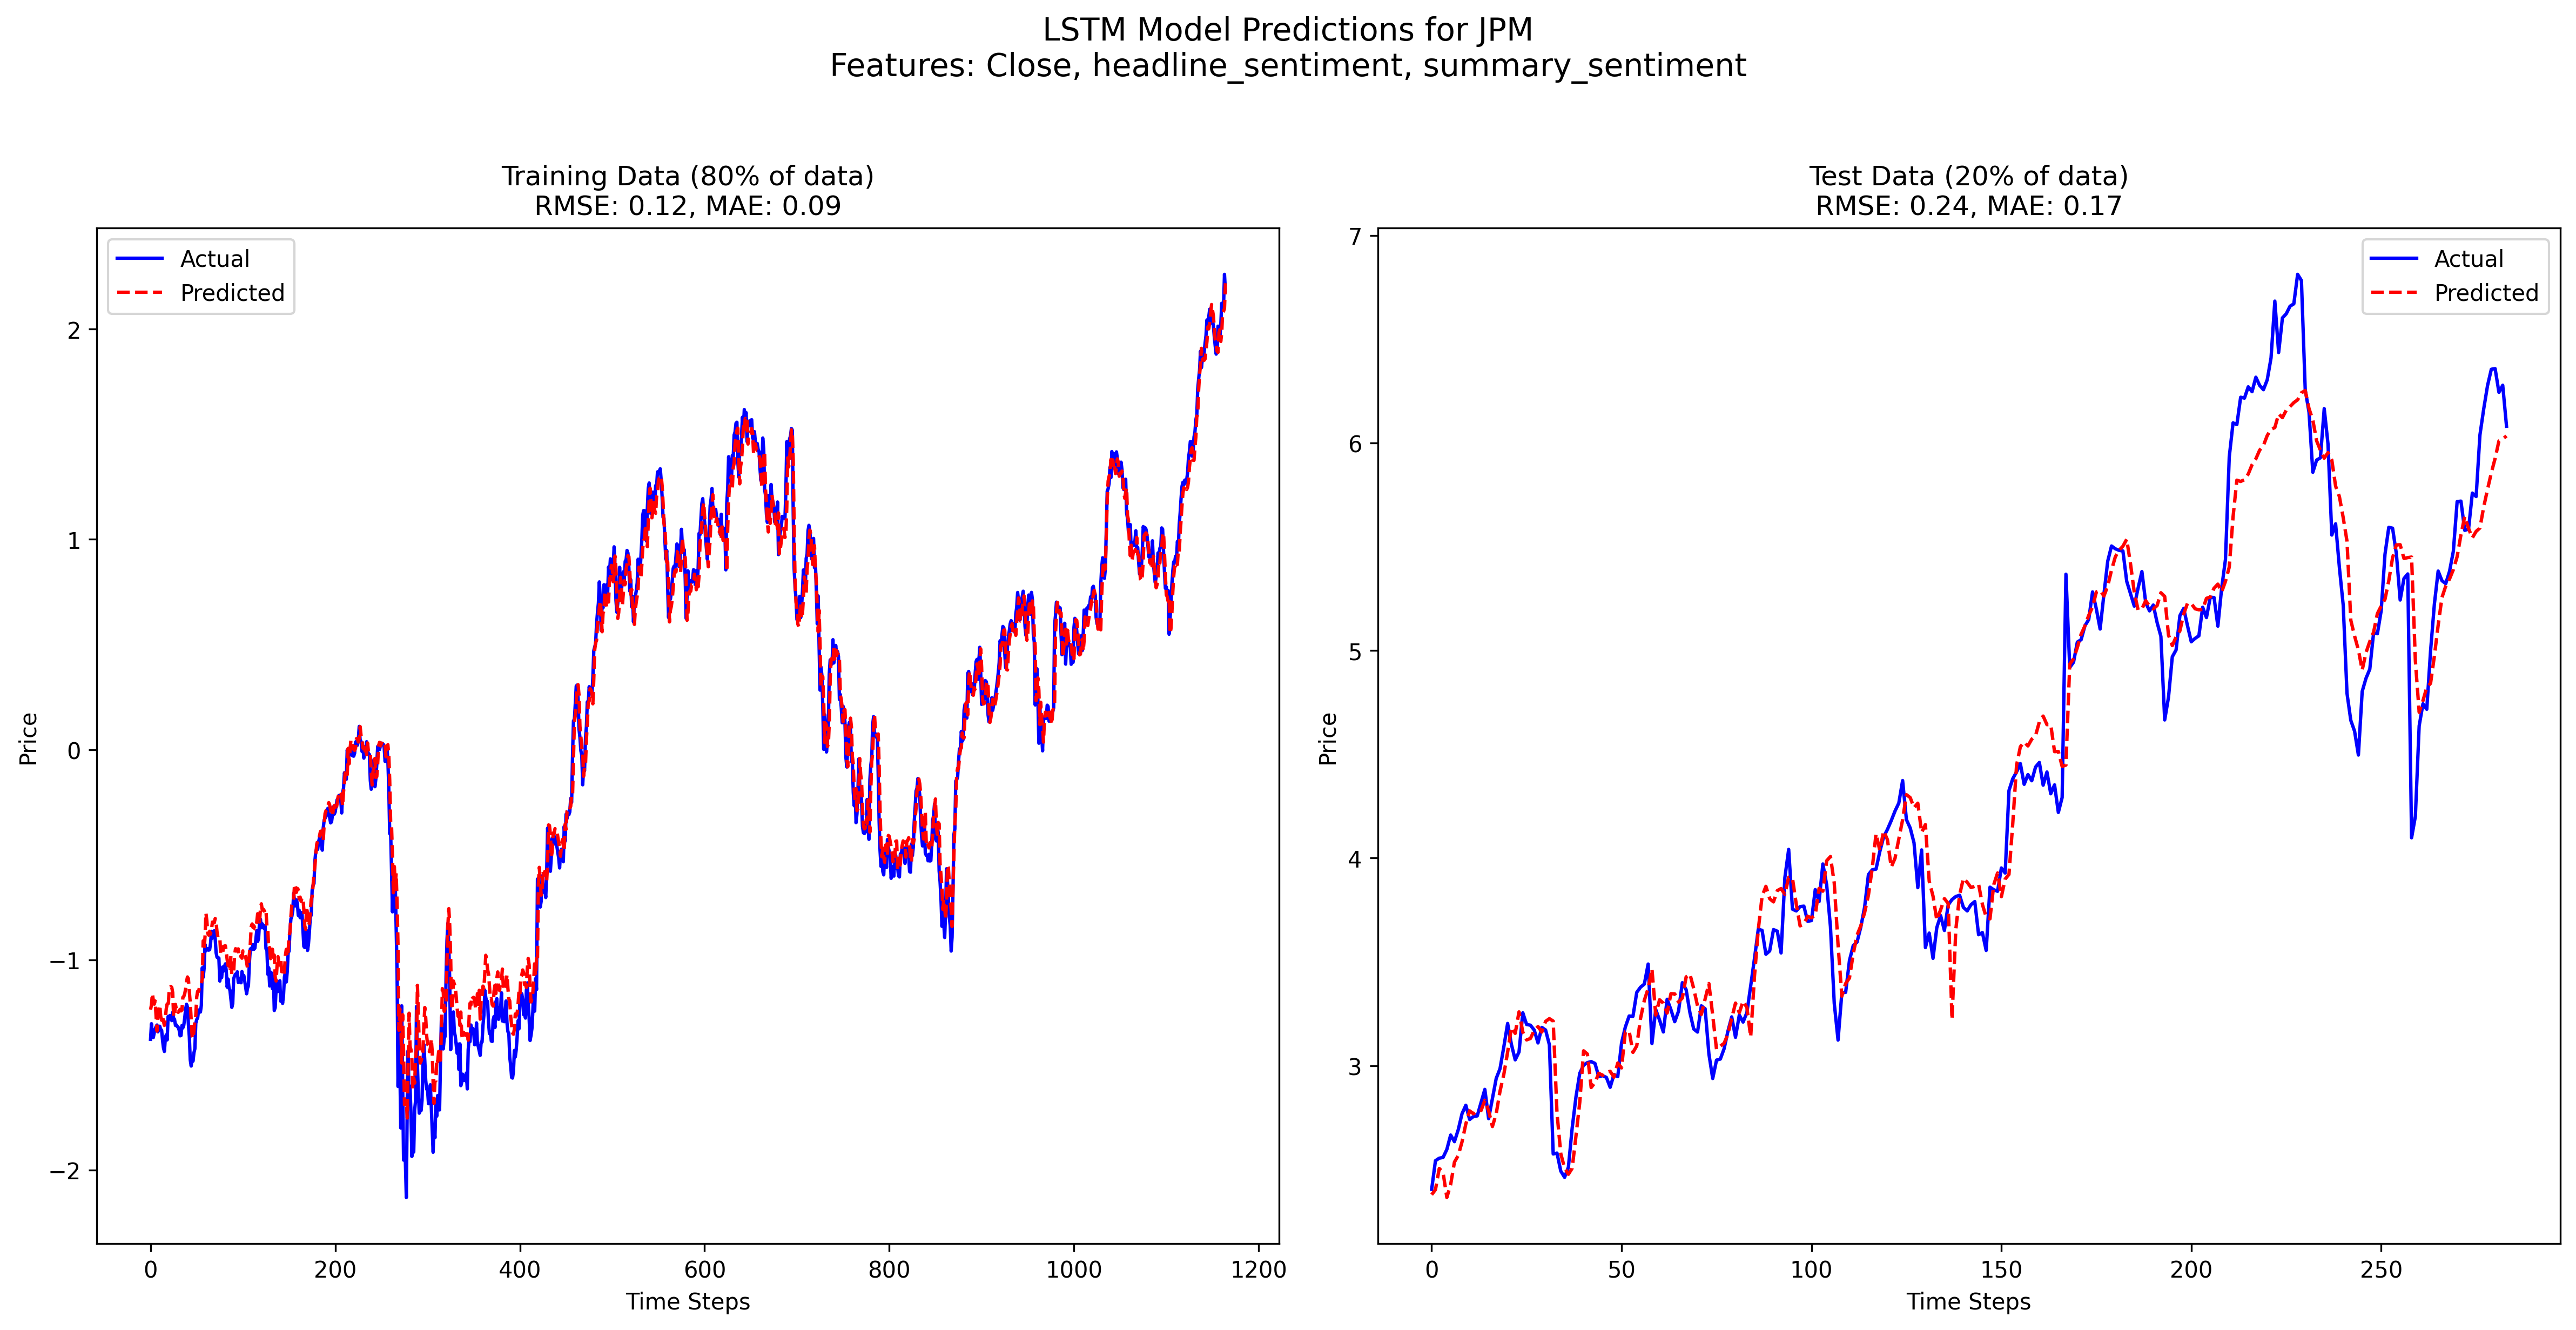 LSTM Model Predictions for JPM
Features: Close, headline_sentiment, summary_sentiment
Training Data (80% of data)
RMSE: 0.12, MAE: 0.09
Actual
Predicted
2
1
0
−1
−2
Price
0
200
400
600
800
1000
1200
Time Steps
Test Data (20% of data)
RMSE: 0.24, MAE: 0.17
Actual
Predicted
7
6
5
4
3
Price
0
50
100
150
200
250
Time Steps